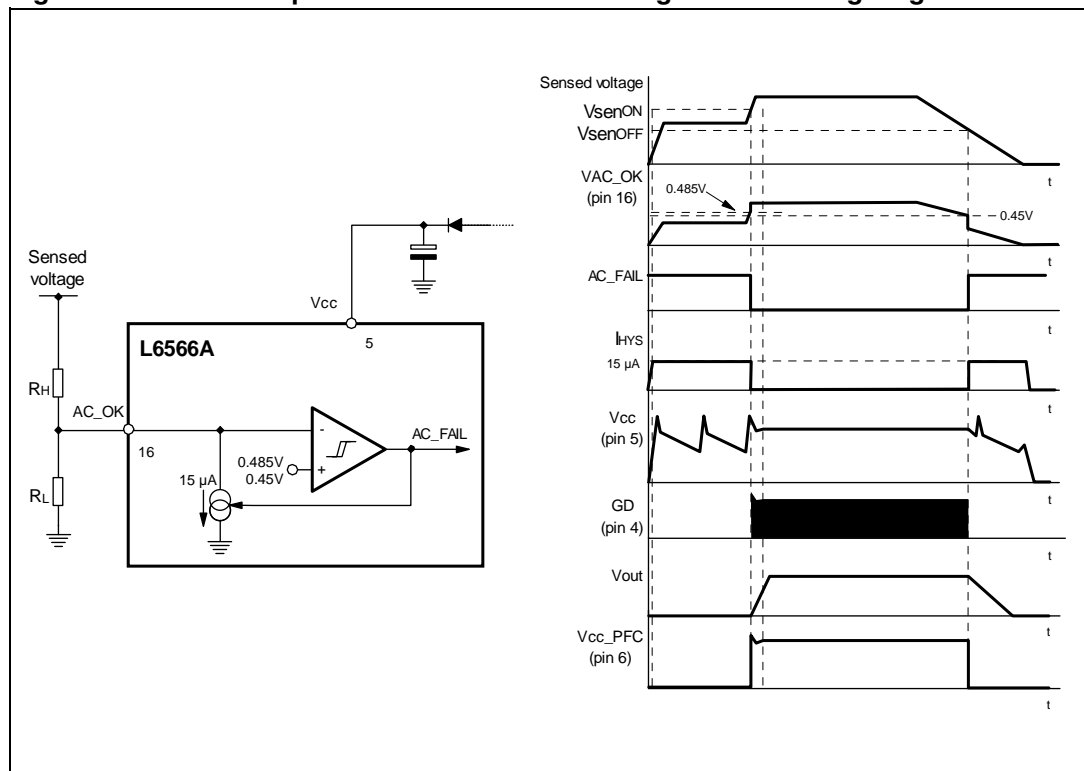 Sensed
voltage
RH
AC_OK
16
RL
L6566A
Vcc
5
15 µA
0.485V
0.45V
-
+
AC_FAIL
Sensed voltage
VsenON
VsenOFF
t
VAC_OK
(pin 16)
0.485V
0.45V
t
AC_FAIL
t
IHYS
15 µA
t
Vcc
(pin 5)
t
GD
(pin 4)
t
Vout
t
Vcc_PFC
(pin 6)
t